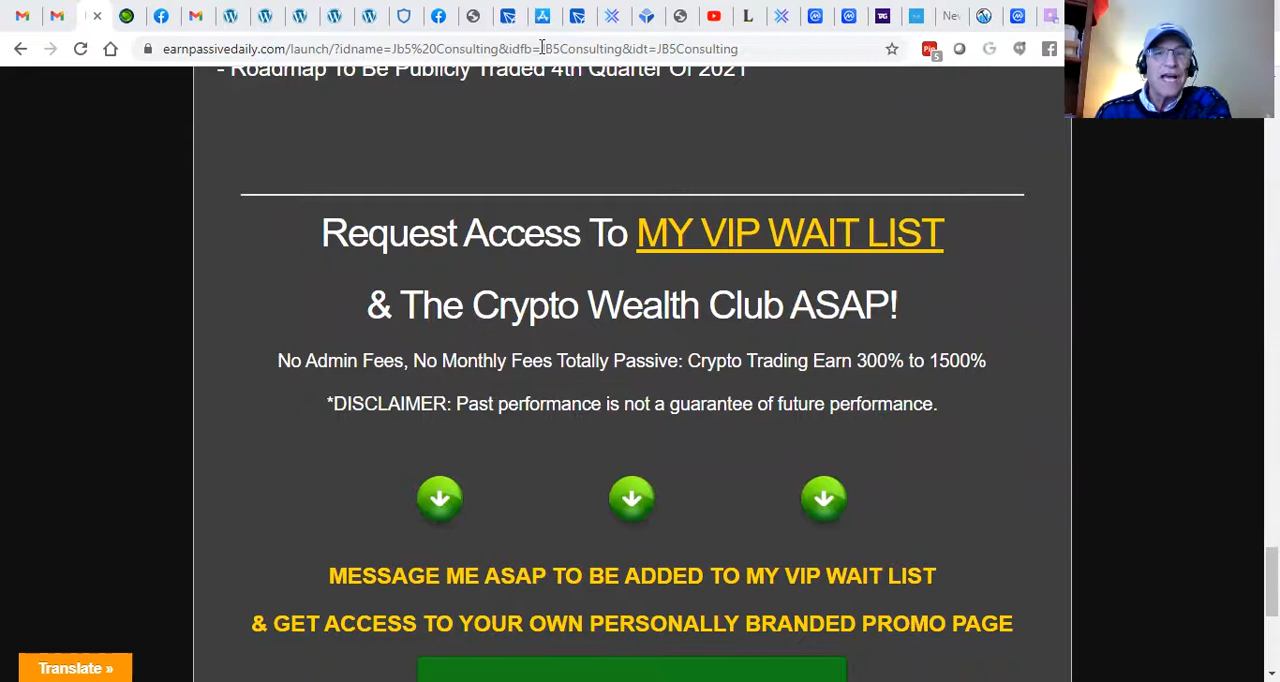 New
earnpassivedaily.com/launch/?idname=Jb5%20Consulting&idfb=JB5Consulting&idt=JB5Consulting
- Roadmap To Be Publicly Traded 4th Quarter Of 2021
Request Access To MY VIP WAIT LIST
& The Crypto Wealth Club ASAP!
No Admin Fees, No Monthly Fees Totally Passive: Crypto Trading Earn 300% to 1500%
*DISCLAIMER: Past performance is not a guarantee of future performance.
MESSAGE ME ASAP TO BE ADDED TO MY VIP WAIT LIST
& GET ACCESS TO YOUR OWN PERSONALLY BRANDED PROMO PAGE
Translate »